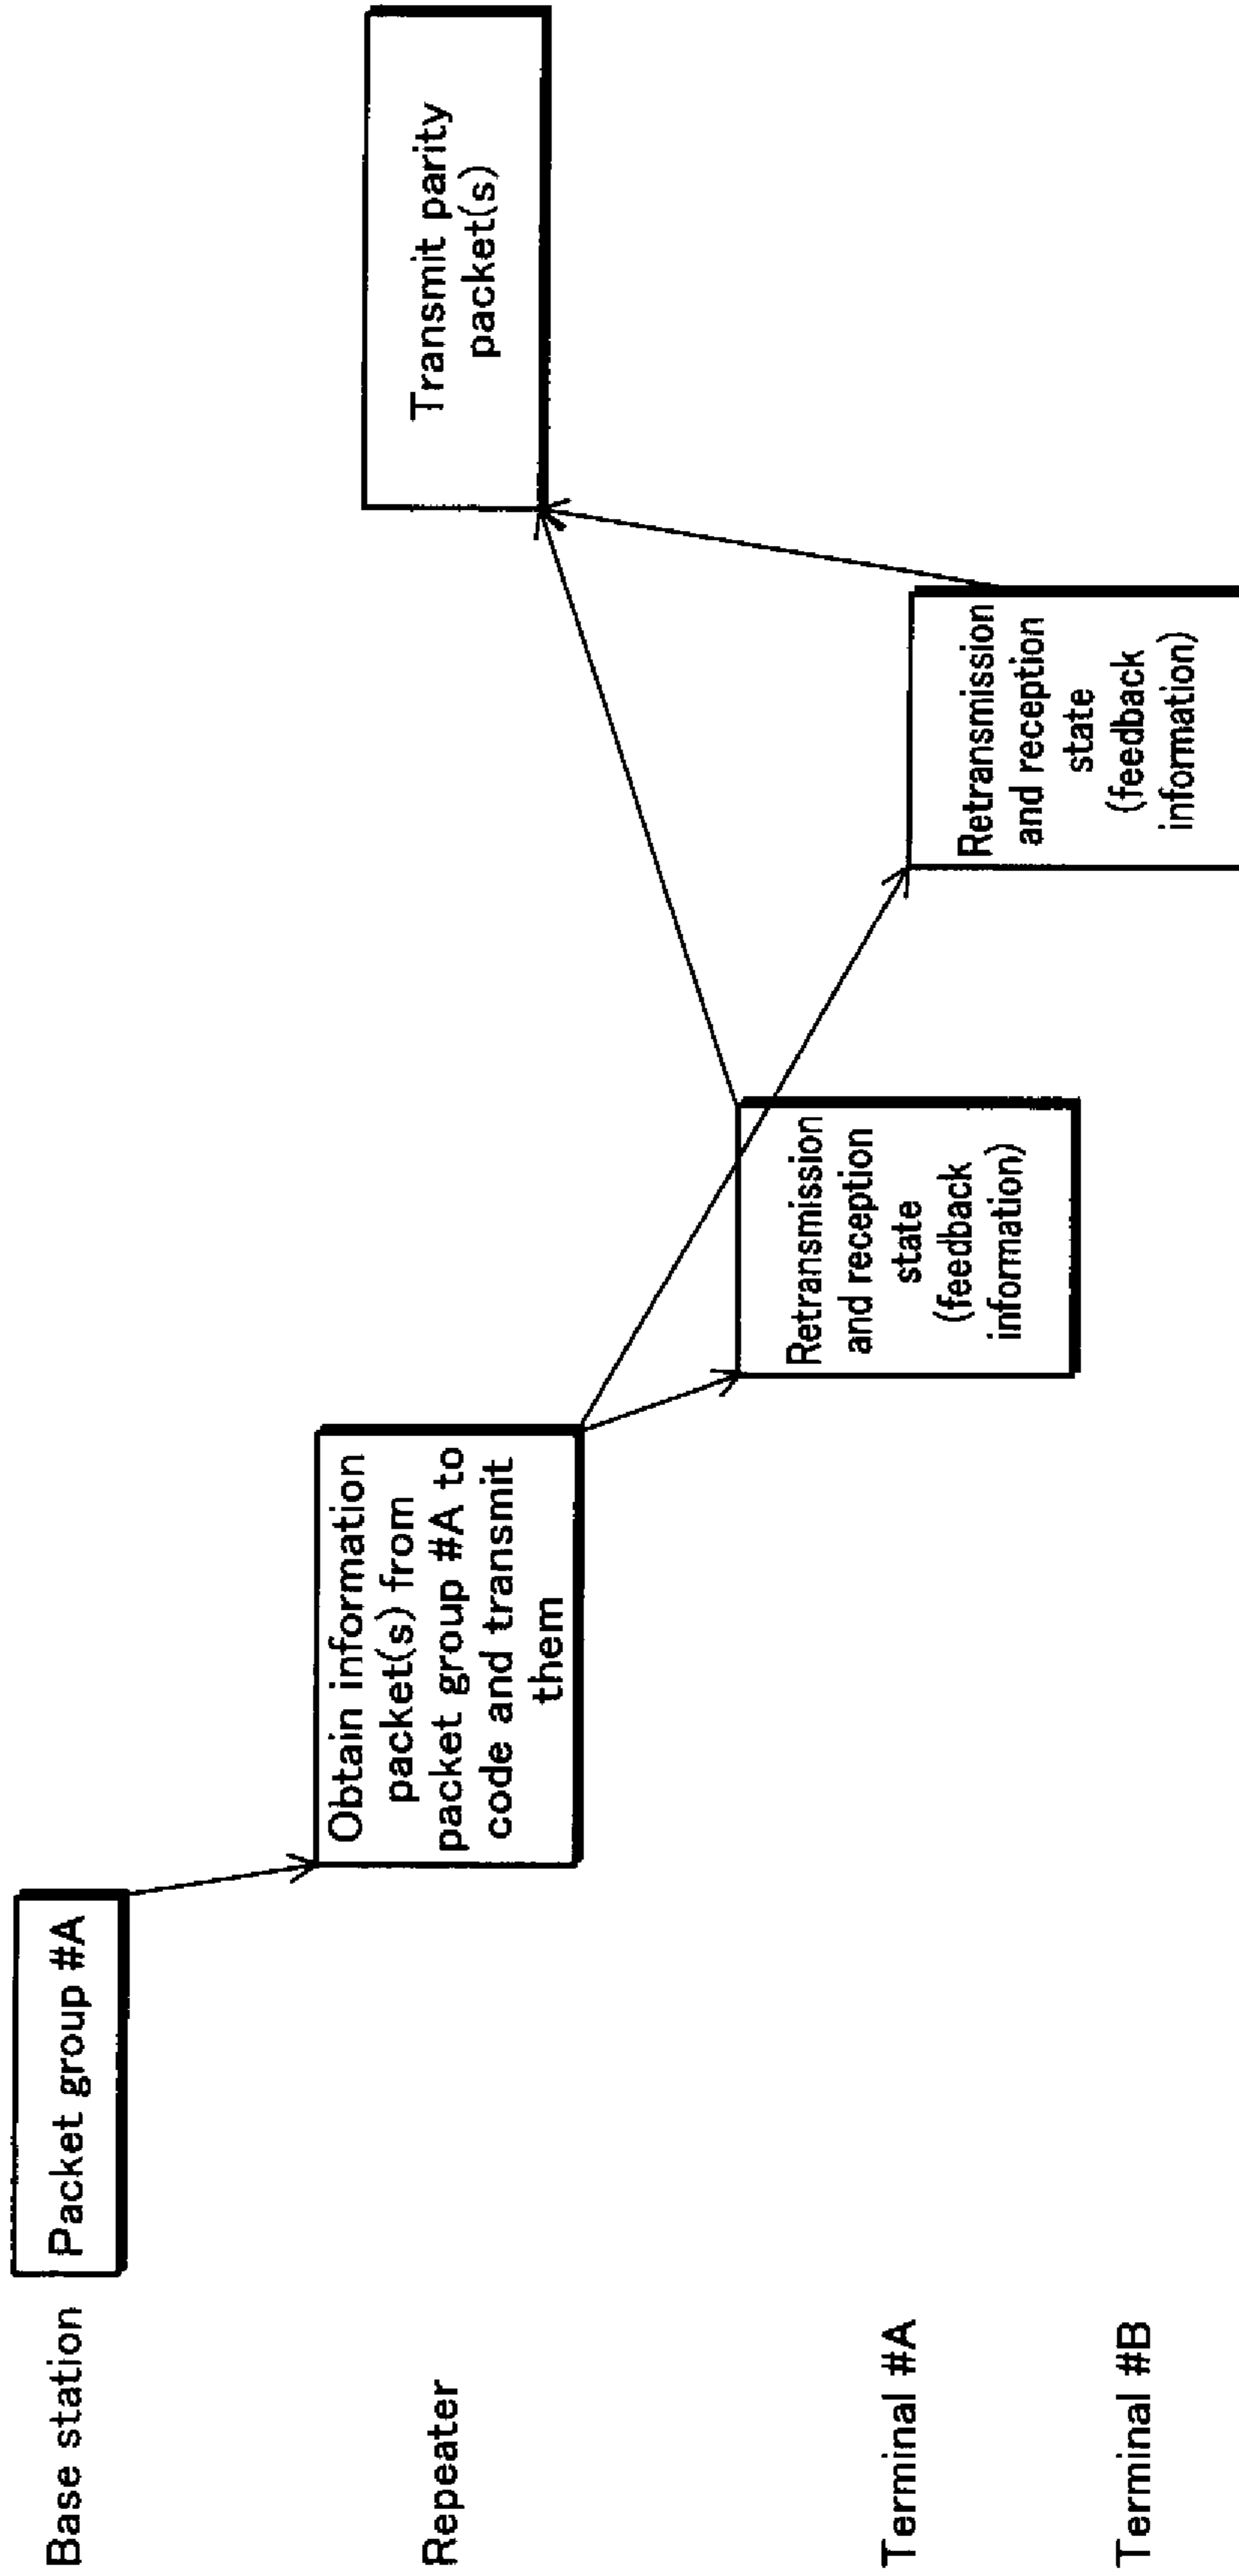 Base station
Packet group #A
Repeater
Obtain information
packet(s) from
packet group #A to
code and transmit
them
Transmit parity
packet(s)
Terminal #A
Retransmission
and reception
state
(feedback
information)
Terminal #B
Retransmission
and reception
state
(feedback
information)